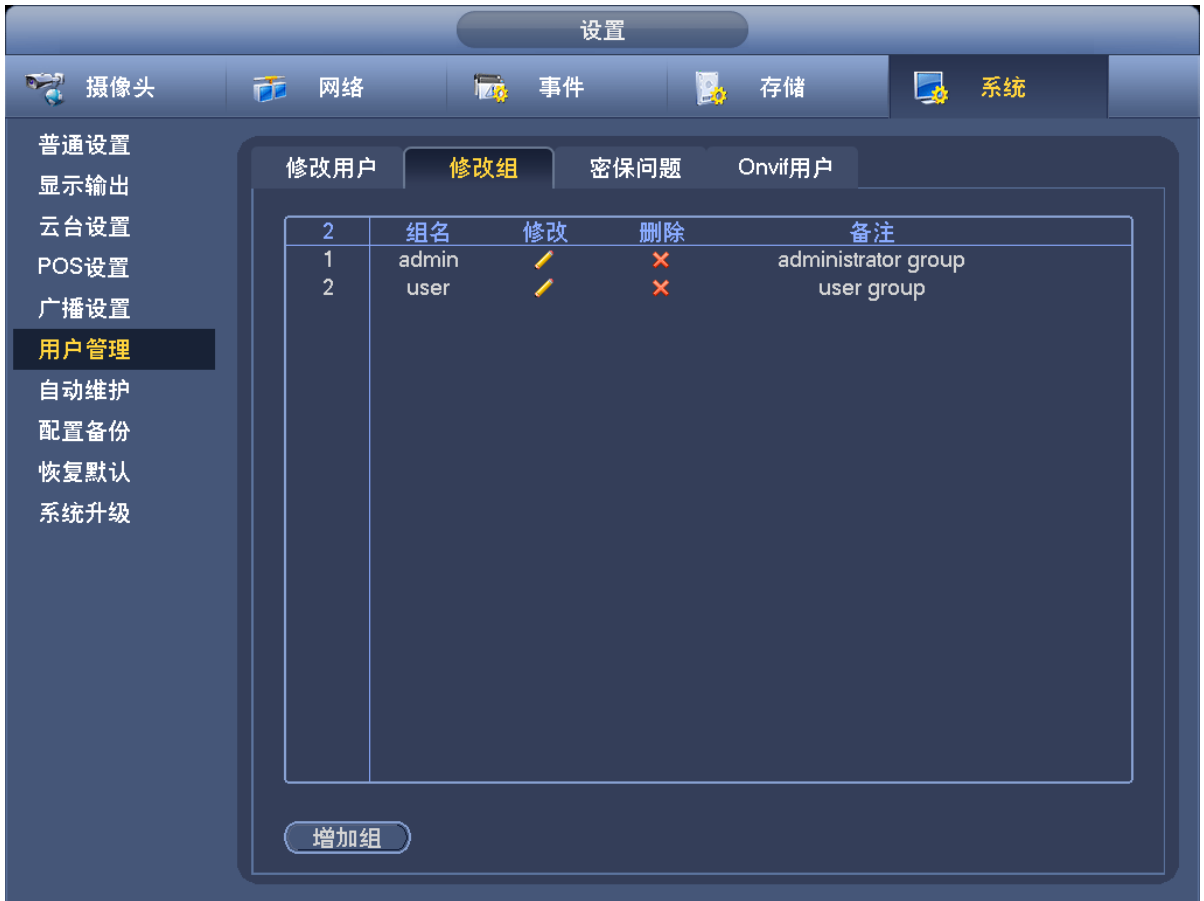 设置
摄像头 网络 事件 存储 系统
普通设置
显示输出
云台设置
POS设置
广播设置
用户管理
自动维护
配置备份
恢复默认
系统升级
修改用户 修改组 密保问题 Onvif用户
2 组名 修改 删除 备注
1 admin administrator group
2 user user group
增加组